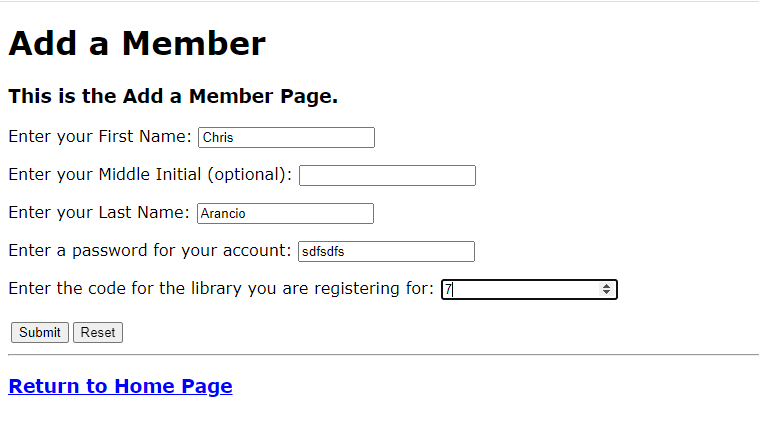 Add a Member
This is the Add a Member Page.
Enter your First Name: Chris
Enter your Middle Initial (optional):
Enter your Last Name: Arancio
Enter a password for your account: sdfsdfs
Enter the code for the library you are registering for: 7
Submit Reset
Return to Home Page